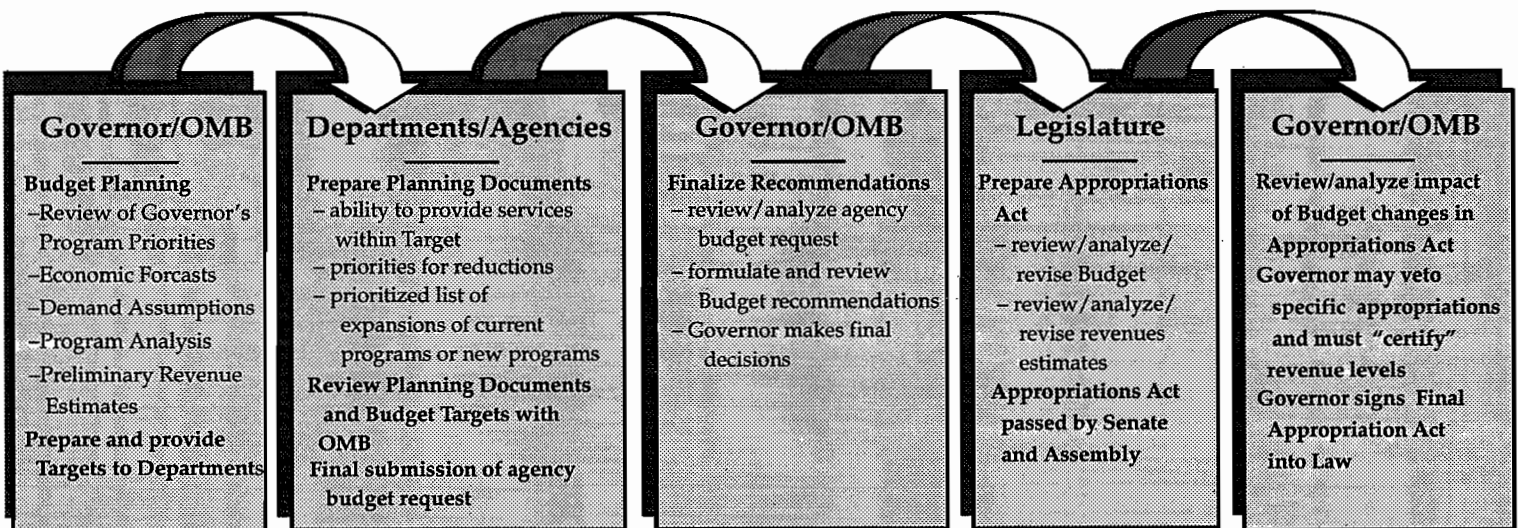 Governor/OMB
Budget Planning
–Review of Governor's
Program Priorities
–Economic Forcasts
–Demand Assumptions
–Program Analysis
–Preliminary Revenue
Estimates
Prepare and provide
Targets to Departments
Departments/Agencies
Prepare Planning Documents
– ability to provide services
within Target
– priorities for reductions
– prioritized list of
expansions of current
programs or new programs
Review Planning Documents
and Budget Targets with
OMB
Final submission of agency
budget request
Governor/OMB
Finalize Recommendations
– review/analyze agency
budget request
– formulate and review
Budget recommendations
– Governor makes final
decisions
Legislature
Prepare Appropriations
Act
– review/analyze/
revise Budget
– review/analyze/
revise revenues
estimates
Appropriations Act
passed by Senate
and Assembly
Governor/OMB
Review/analyze impact
of Budget changes in
Appropriations Act
Governor may veto
specific appropriations
and must "certify"
revenue levels
Governor signs Final
Appropriation Act
into Law